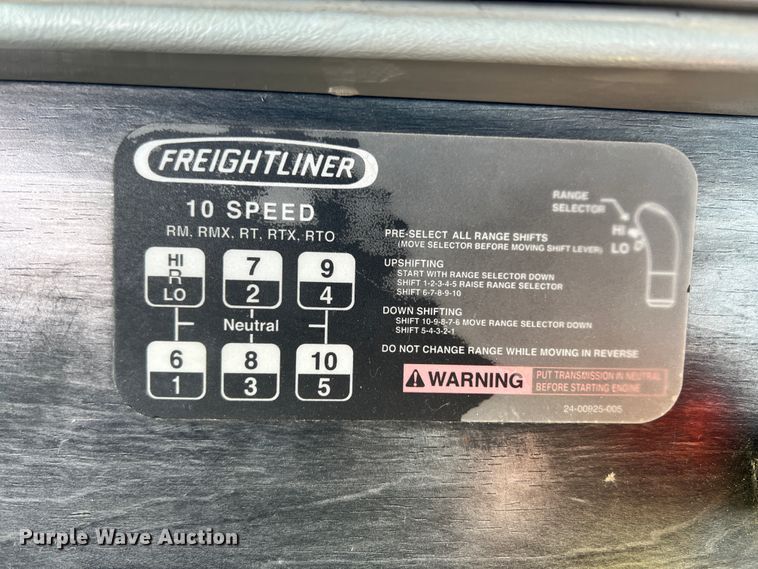 FREIGHTLINER
10 SPEED
RM, RMX, RT, RTX, RTO
HI R LO
7 2
9 4
Neutral
6 1
8 3
10 5
RANGE
SELECTOR
HI
LO
PRE-SELECT ALL RANGE SHIFTS
(MOVE SELECTOR BEFORE MOVING SHIFT LEVER)
UPSHIFTING
START WITH RANGE SELECTOR DOWN
SHIFT 1-2-3-4-5 RAISE RANGE SELECTOR
SHIFT 6-7-8-9-10
DOWN SHIFTING
SHIFT 10-9-8-7-6 MOVE RANGE SELECTOR DOWN
SHIFT 5-4-3-2-1
DO NOT CHANGE RANGE WHILE MOVING IN REVERSE
WARNING
PUT TRANSMISSION IN NEUTRAL
BEFORE STARTING ENGINE
24-00925-005
Purple Wave Auction